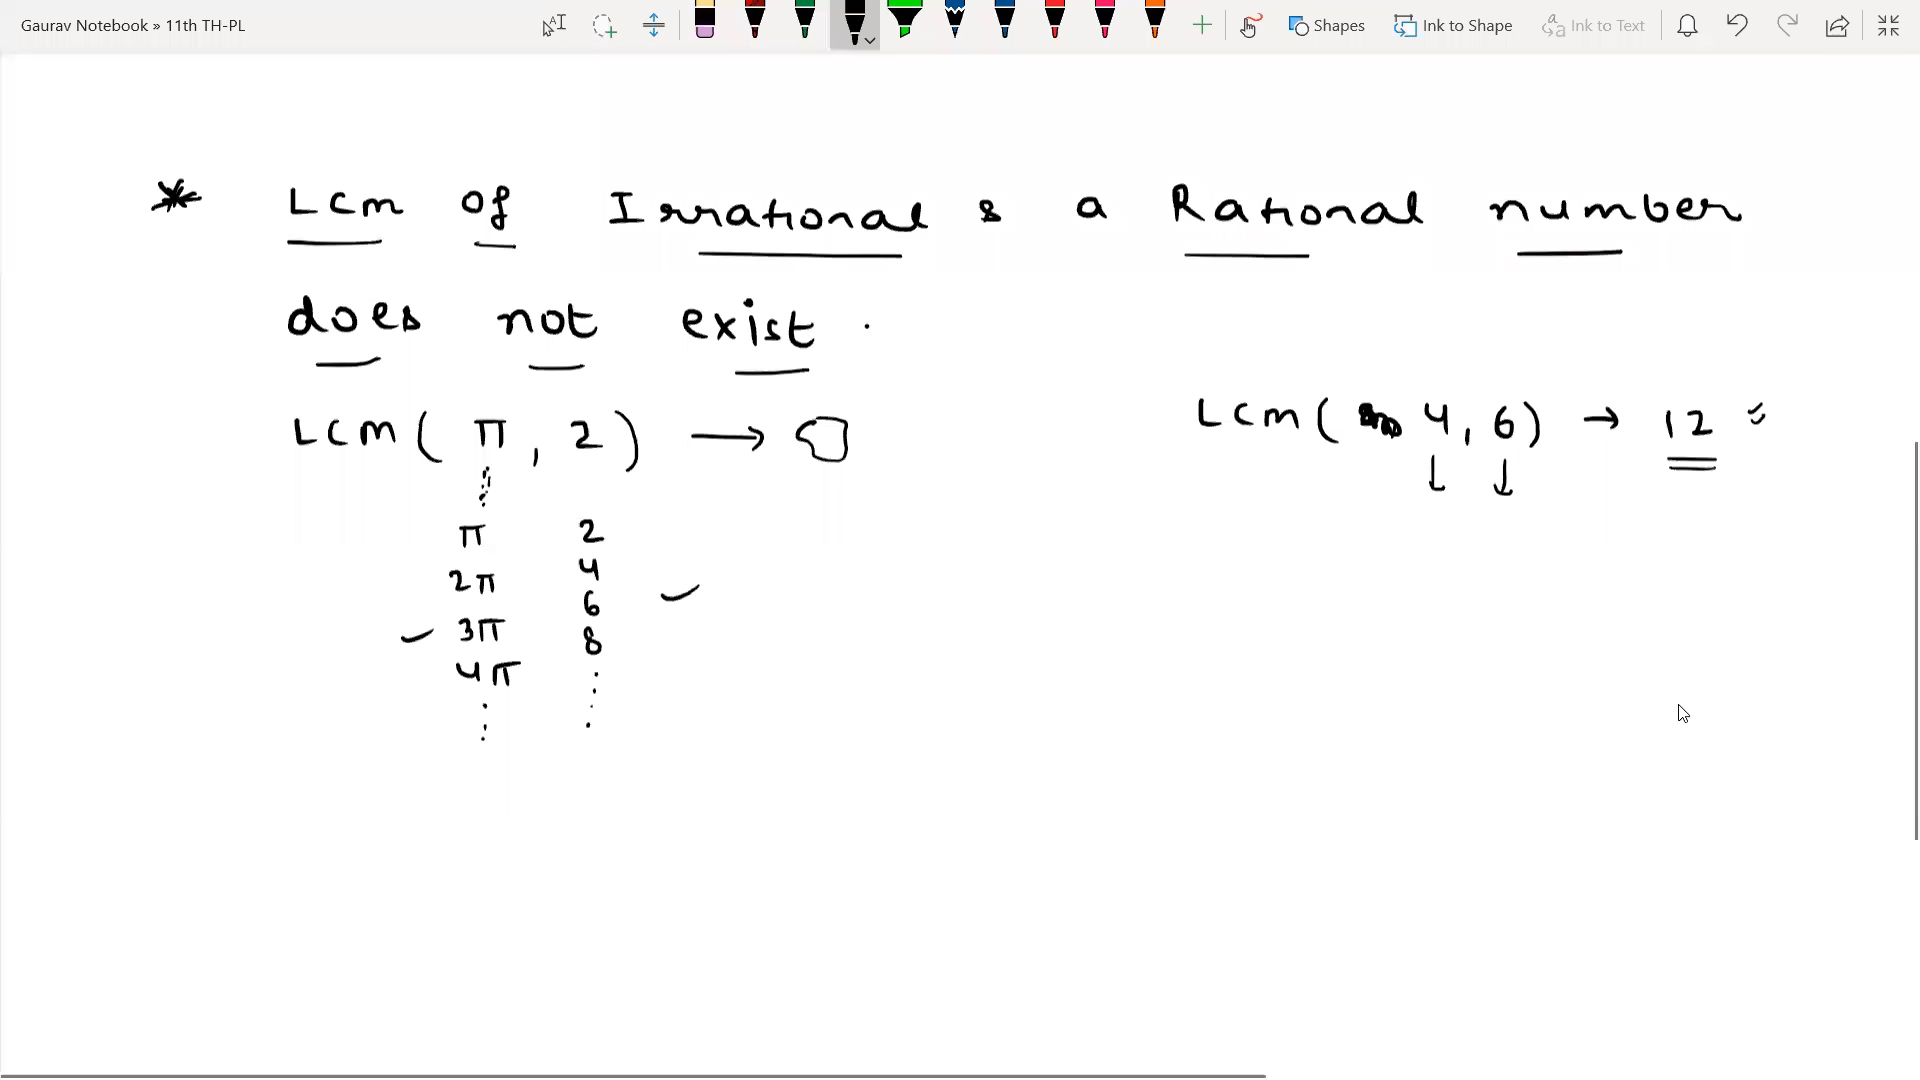 Gaurav Notebook » 11th TH-PL
Shapes
Ink to Shape
Ink to Text
* LCM of Irrational & a Rational number
does not exist .
LCM ( π , 2 ) → 
LCM ( 4 , 6 ) → 12
π 2
2π 4
3π 6
4π 8